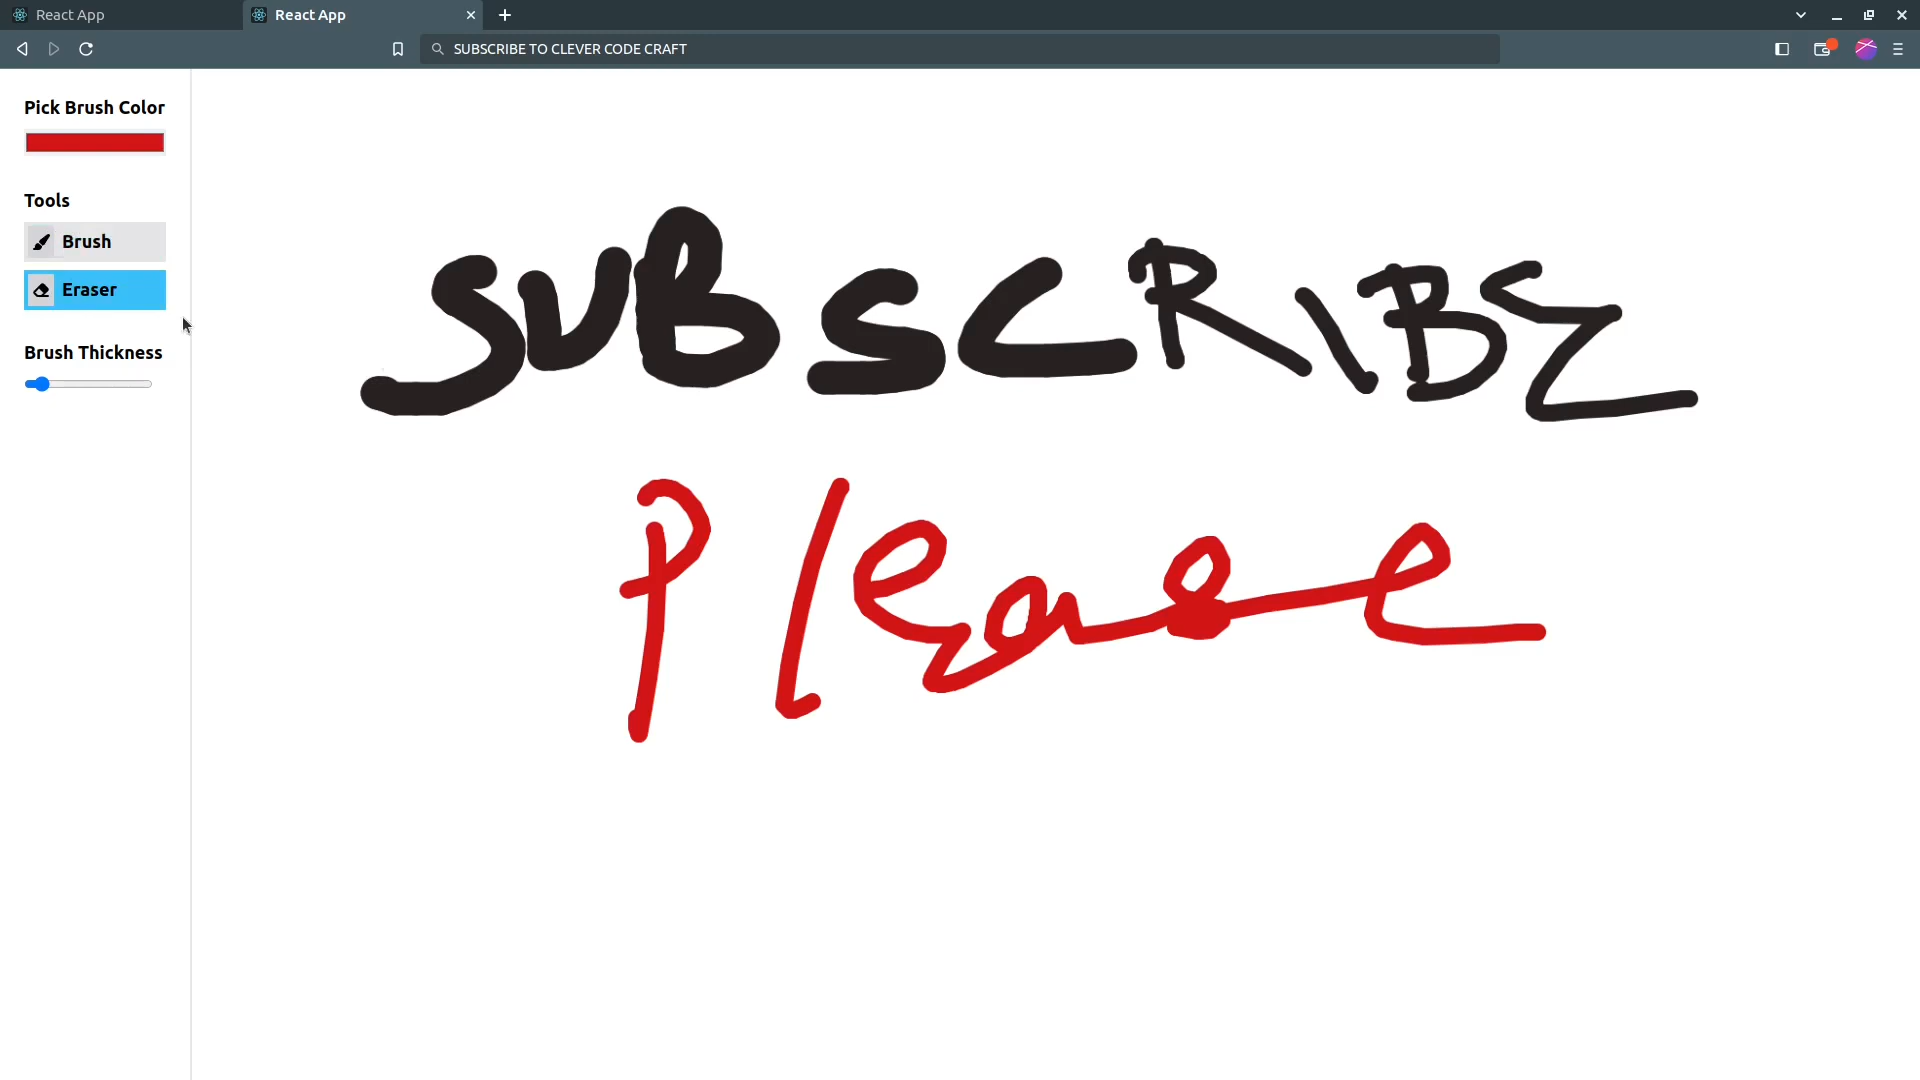 React App
React App
SUBSCRIBE TO CLEVER CODE CRAFT
Pick Brush Color
Tools
Brush
Eraser
Brush Thickness
SUBSCRIBE
Please